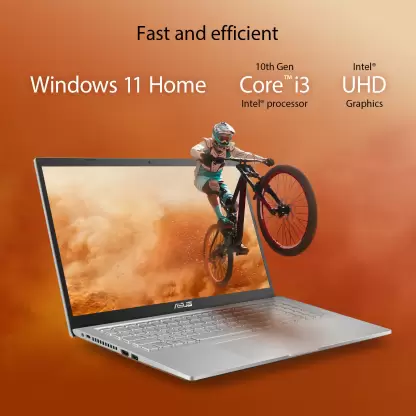 Fast and efficient
Windows 11 Home
10th Gen
Core™ i3
Intel® processor
Intel®
UHD
Graphics
ASUS